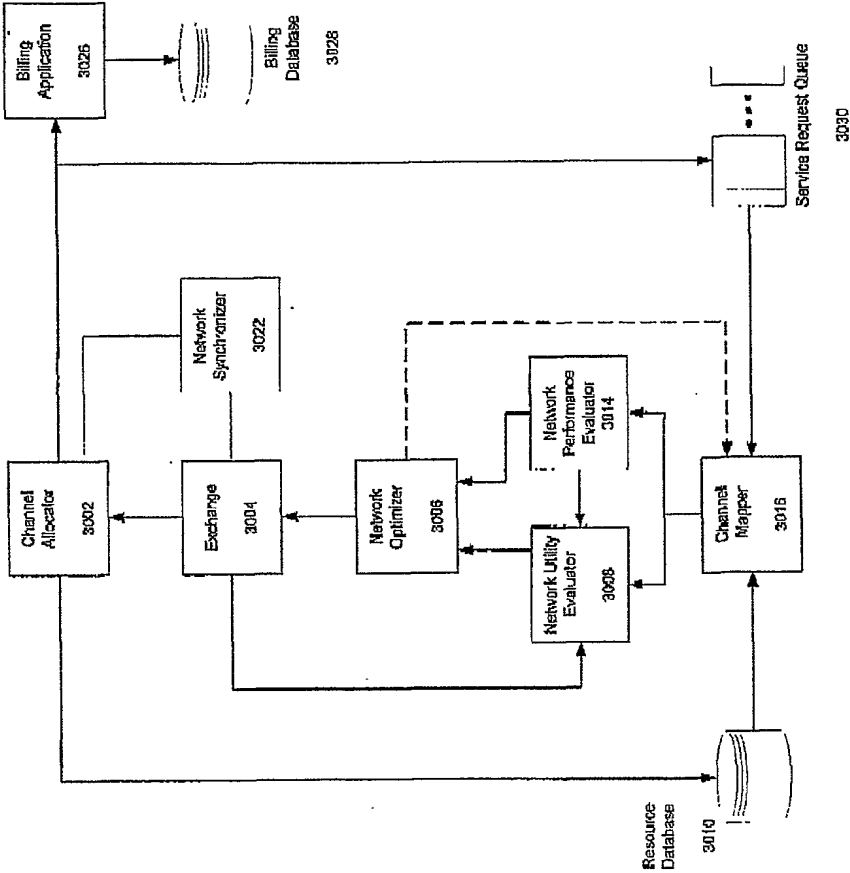 Channel
Allocator
3002
Billing
Application
3026
Billing
Database
3028
Exchange
3004
Network
Synchronizer
3022
Network
Optimizer
3006
Network Utility
Evaluator
3008
Network
Performance
Evaluator
3014
Resource
Database
3010
Channel
Mapper
3016
Service Request Queue
3030